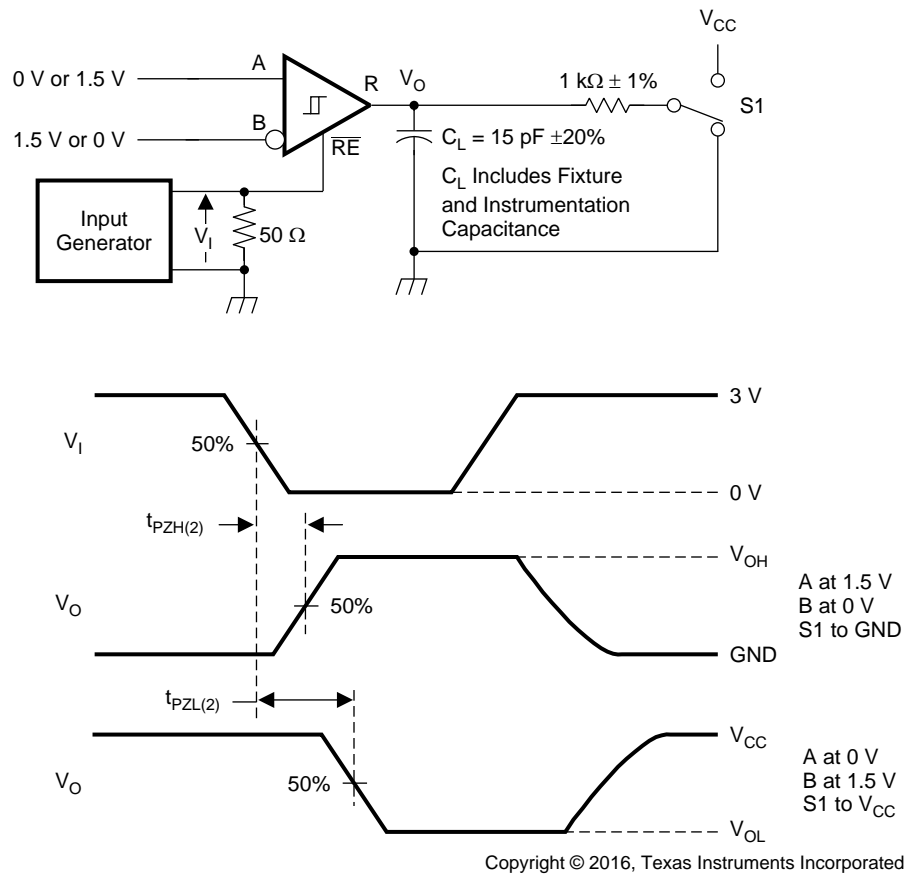 V_CC
0 V or 1.5 V
A
R
V_O
1 kΩ ± 1%
S1
1.5 V or 0 V
B
R̅E̅
C_L = 15 pF ±20%
C_L Includes Fixture
and Instrumentation
Capacitance
Input
Generator
V_I
50 Ω
3 V
V_I
50%
0 V
t_PZH(2)
V_OH
V_O
50%
A at 1.5 V
B at 0 V
S1 to GND
GND
t_PZL(2)
V_CC
V_O
50%
A at 0 V
B at 1.5 V
S1 to V_CC
V_OL
Copyright © 2016, Texas Instruments Incorporated